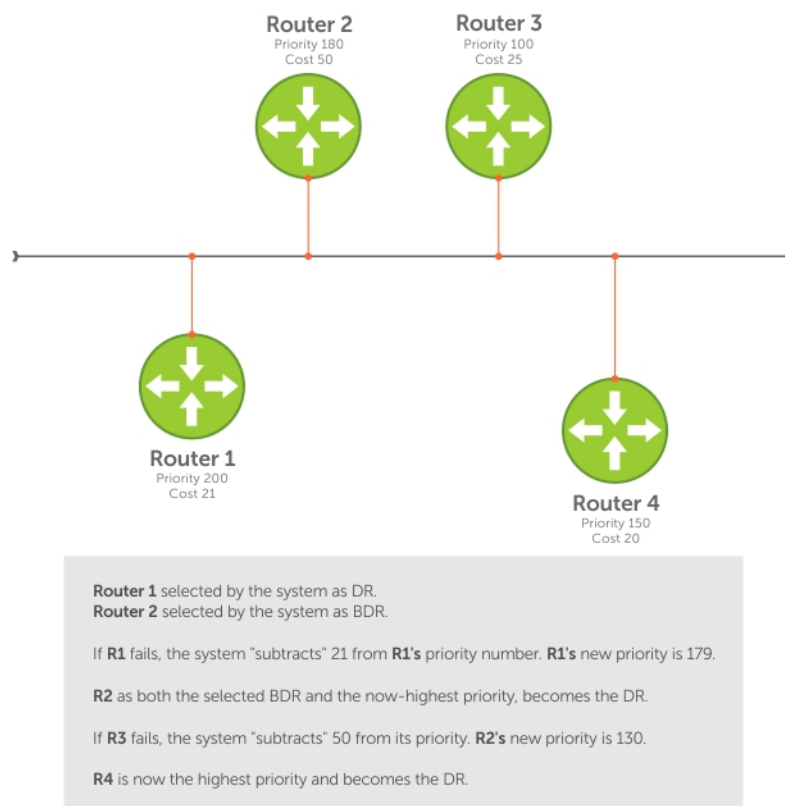 Router 2
Priority 180
Cost 50
Router 3
Priority 100
Cost 25
Router 1
Priority 200
Cost 21
Router 4
Priority 150
Cost 20
Router 1 selected by the system as DR.
Router 2 selected by the system as BDR.
If R1 fails, the system "subtracts" 21 from R1's priority number. R1's new priority is 179.
R2 as both the selected BDR and the now-highest priority, becomes the DR.
If R3 fails, the system "subtracts" 50 from its priority. R2's new priority is 130.
R4 is now the highest priority and becomes the DR.